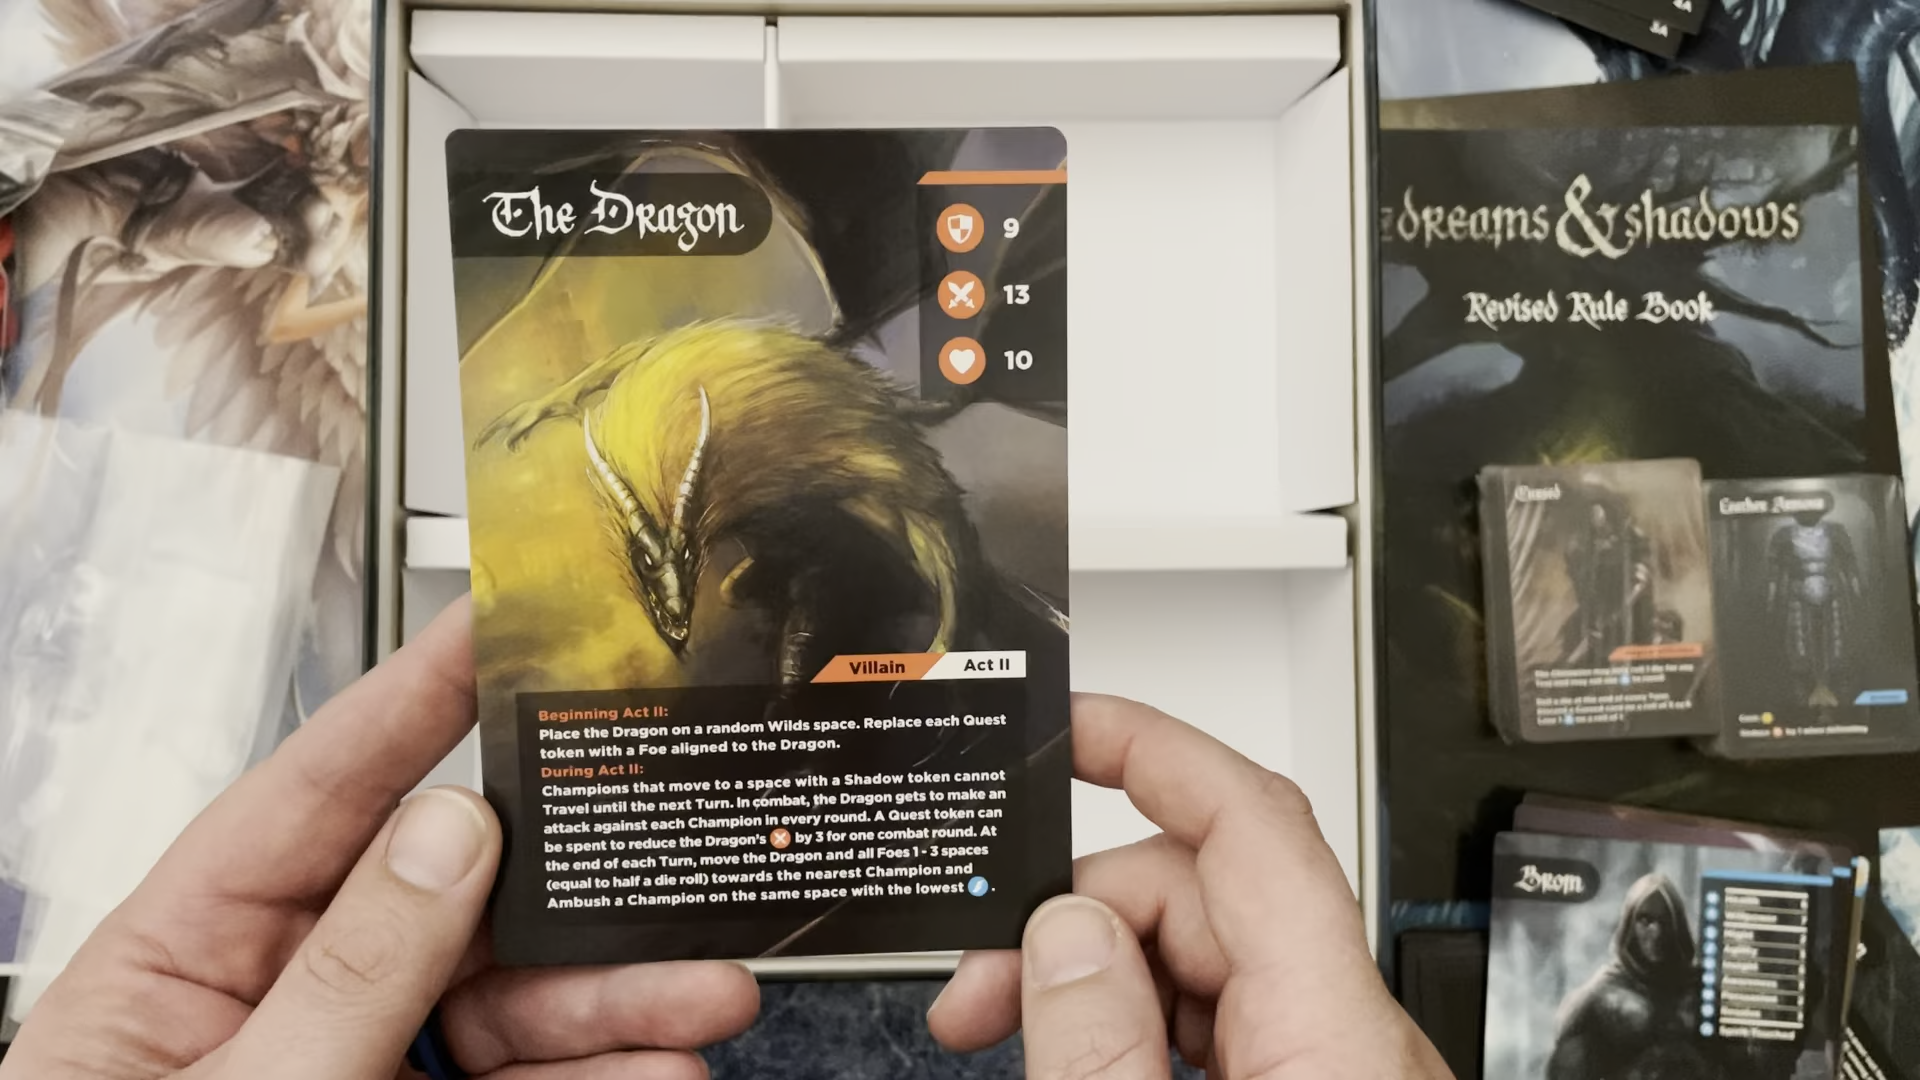 The Dragon
9
13
10
Villain
Act II
Beginning Act II:
Place the Dragon on a random Wilds space. Replace each Quest
token with a Foe aligned to the Dragon.
During Act II:
Champions that move to a space with a Shadow token cannot
Travel until the next Turn. In combat, the Dragon gets to make an
attack against each Champion in every round. A Quest token can
be spent to reduce the Dragon's by 3 for one combat round. At
the end of each Turn, move the Dragon and all Foes 1 - 3 spaces
(equal to half a die roll) towards the nearest Champion and
Ambush a Champion on the same space with the lowest .
4A
3A
dreams & shadows
Revised Rule Book
Cursed
Leather Armour
Brom